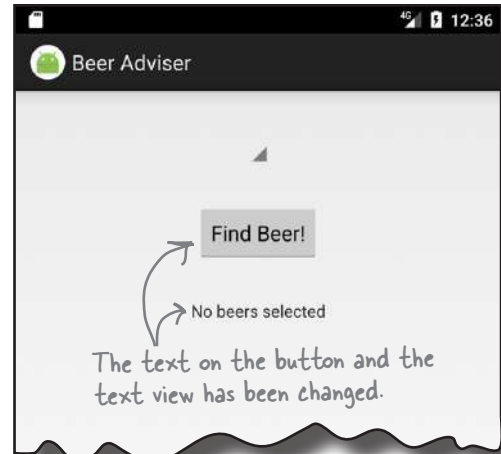 4G 12:36
Beer Adviser
Find Beer!
No beers selected
The text on the button and the
text view has been changed.